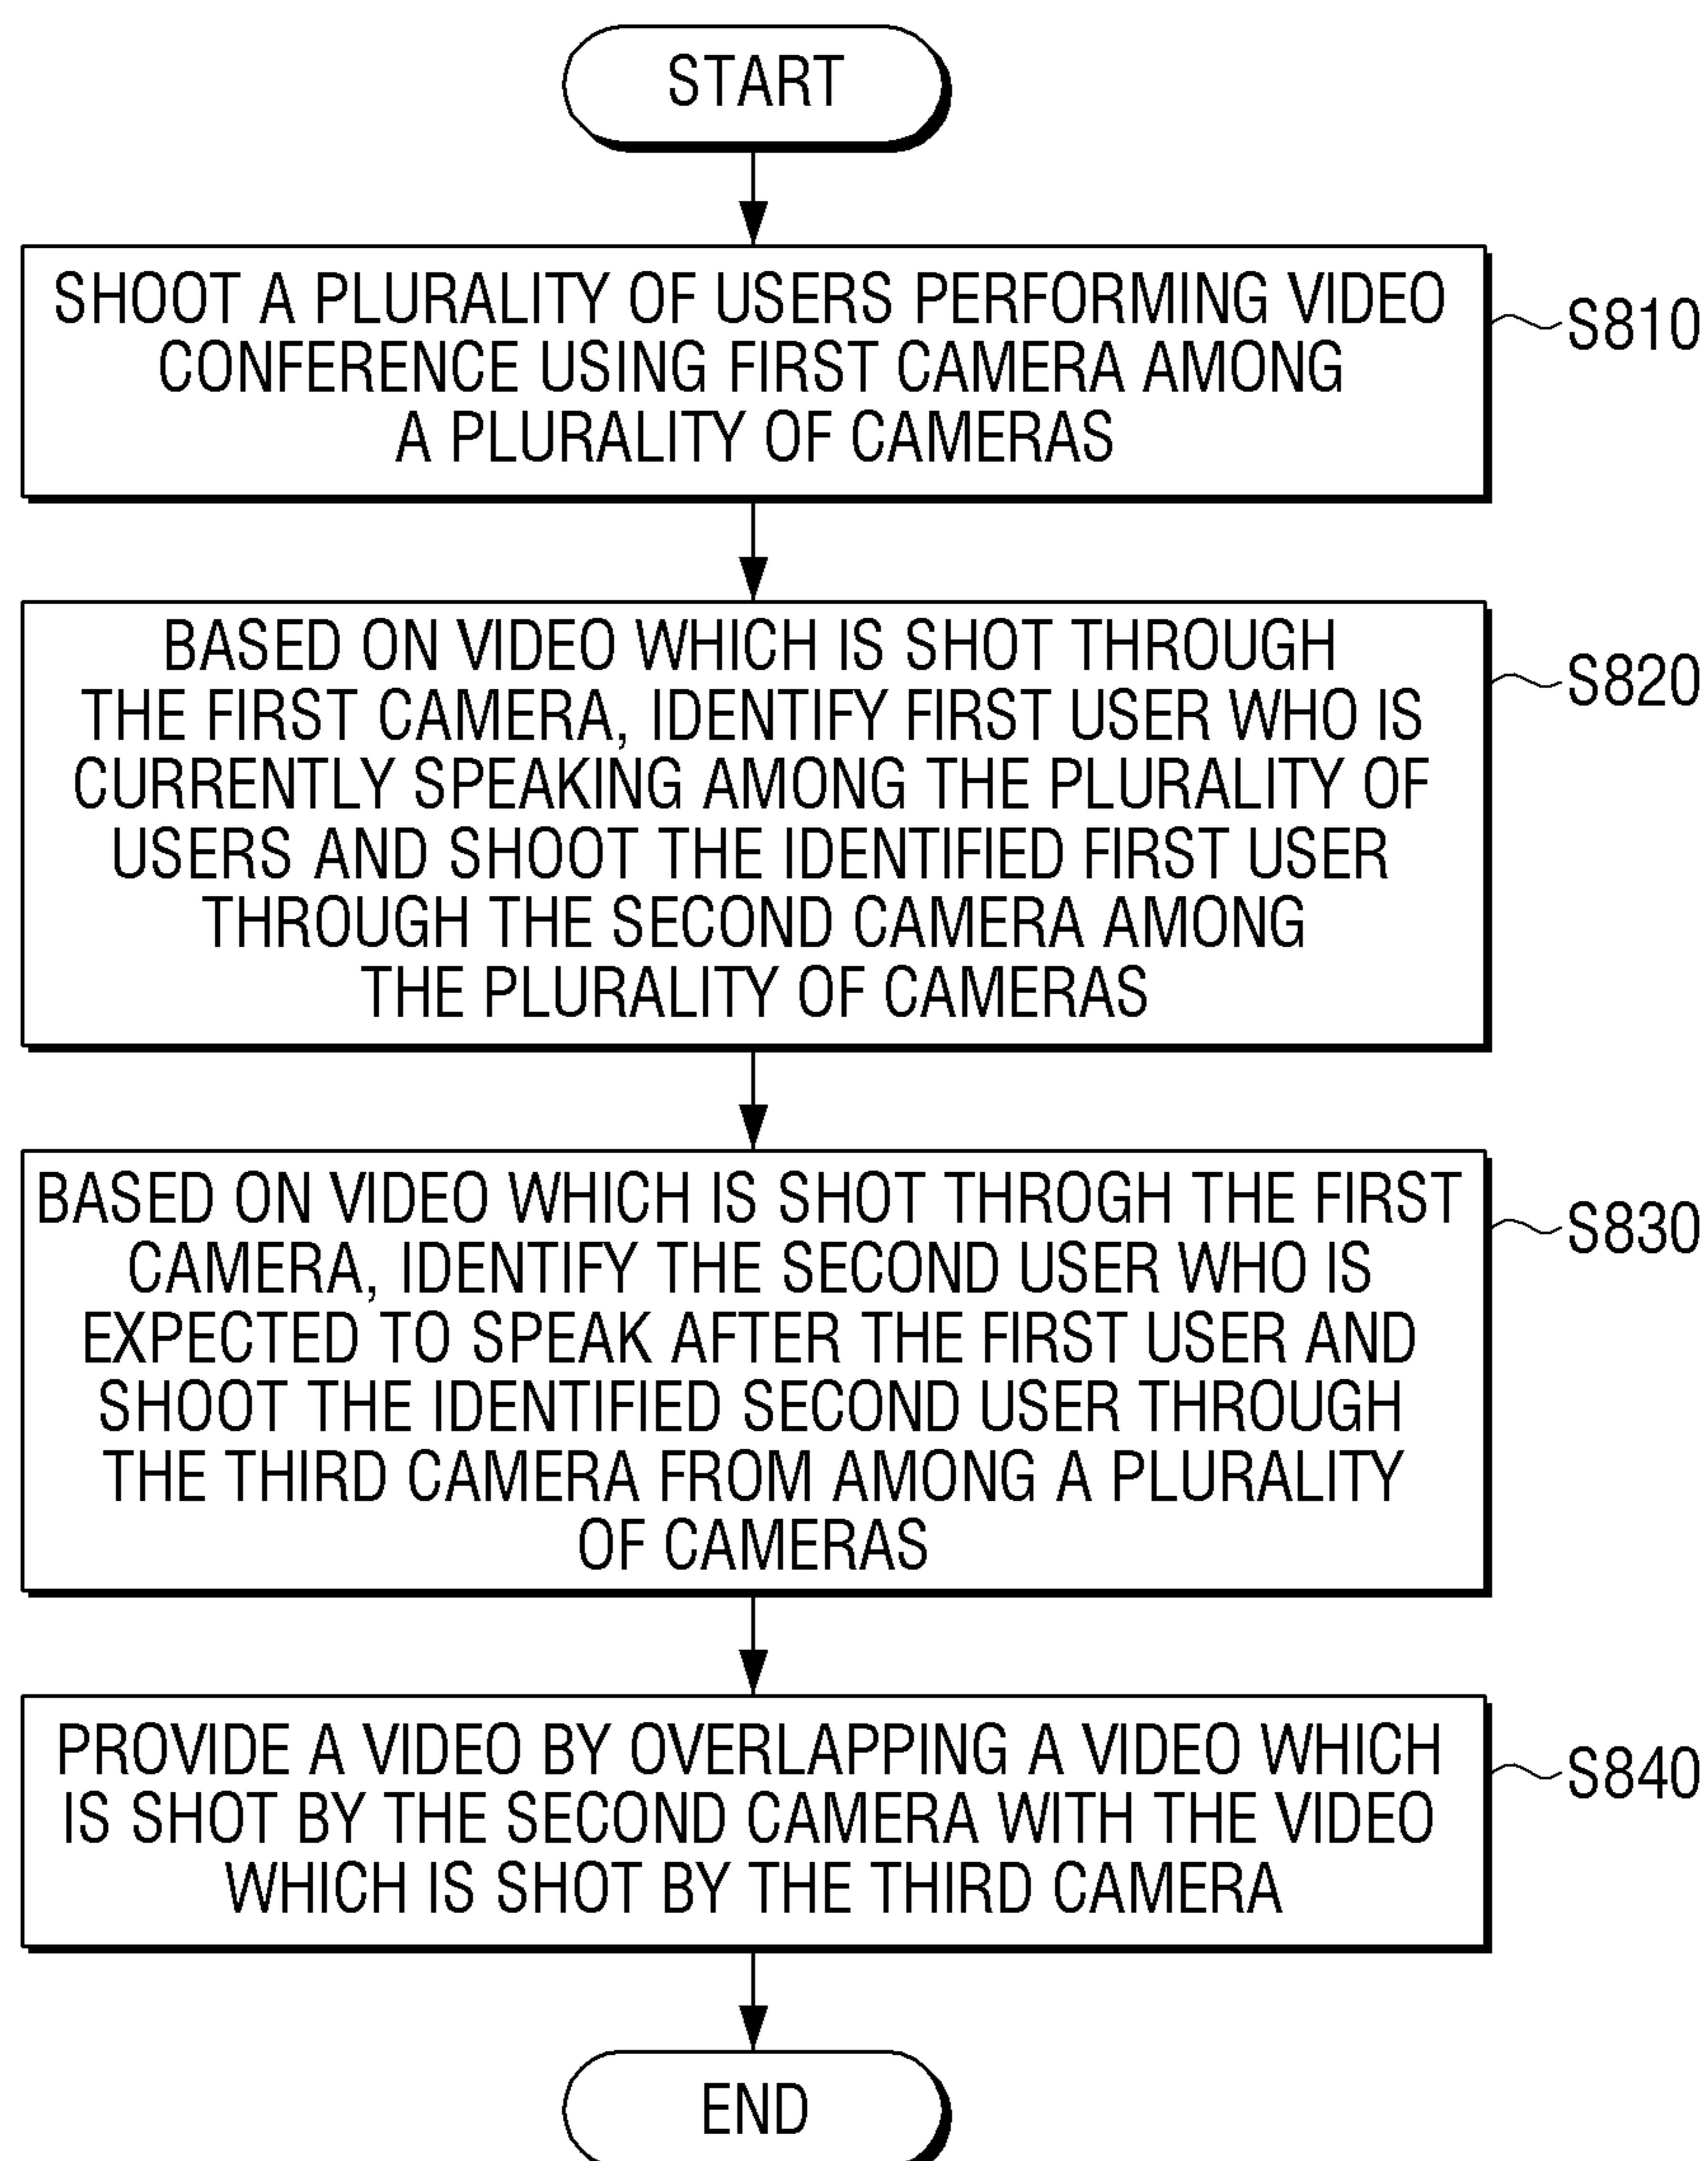 START
SHOOT A PLURALITY OF USERS PERFORMING VIDEO
CONFERENCE USING FIRST CAMERA AMONG
A PLURALITY OF CAMERAS
S810
BASED ON VIDEO WHICH IS SHOT THROUGH
THE FIRST CAMERA, IDENTIFY FIRST USER WHO IS
CURRENTLY SPEAKING AMONG THE PLURALITY OF
USERS AND SHOOT THE IDENTIFIED FIRST USER
THROUGH THE SECOND CAMERA AMONG
THE PLURALITY OF CAMERAS
S820
BASED ON VIDEO WHICH IS SHOT THROGH THE FIRST
CAMERA, IDENTIFY THE SECOND USER WHO IS
EXPECTED TO SPEAK AFTER THE FIRST USER AND
SHOOT THE IDENTIFIED SECOND USER THROUGH
THE THIRD CAMERA FROM AMONG A PLURALITY
OF CAMERAS
S830
PROVIDE A VIDEO BY OVERLAPPING A VIDEO WHICH
IS SHOT BY THE SECOND CAMERA WITH THE VIDEO
WHICH IS SHOT BY THE THIRD CAMERA
S840
END